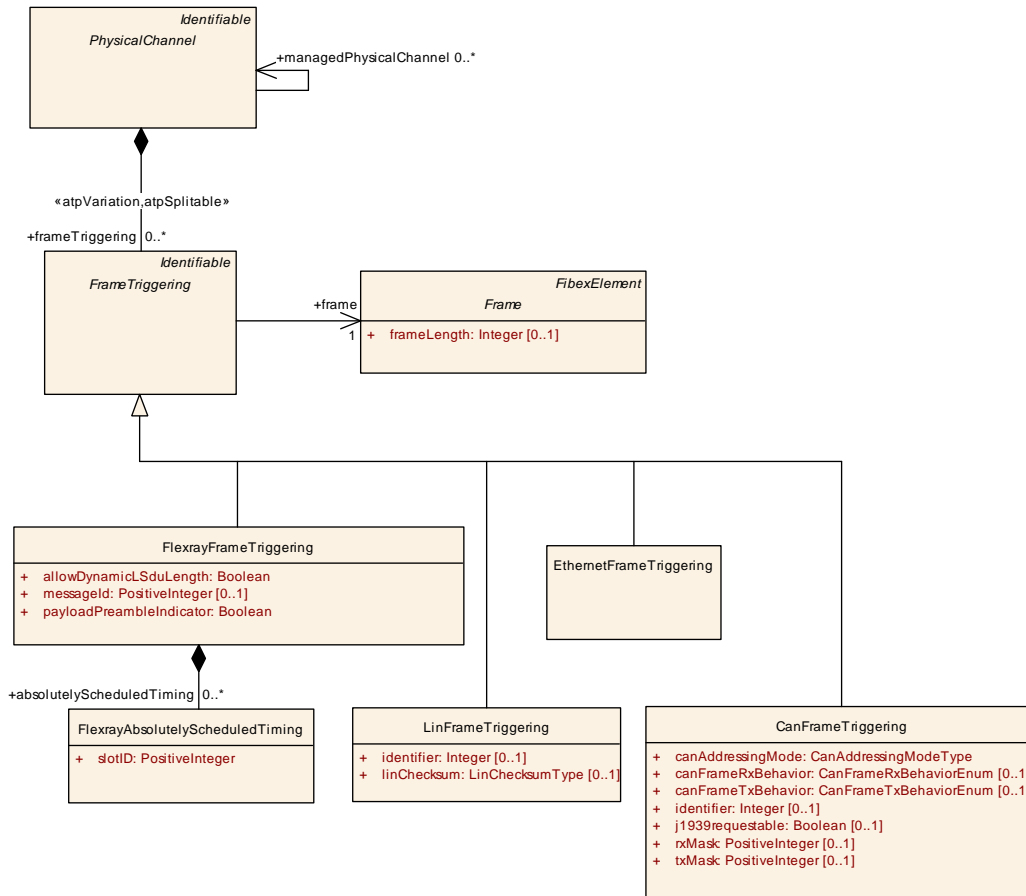 Identifiable
PhysicalChannel
+managedPhysicalChannel 0..*
«atpVariation,atpSplitable»
+frameTriggering 0..*
Identifiable
FrameTriggering
+frame
1
FibexElement
Frame
+ frameLength: Integer [0..1]
FlexrayFrameTriggering
+ allowDynamicLSduLength: Boolean
+ messageId: PositiveInteger [0..1]
+ payloadPreambleIndicator: Boolean
EthernetFrameTriggering
+absolutelyScheduledTiming 0..*
FlexrayAbsolutelyScheduledTiming
+ slotID: PositiveInteger
LinFrameTriggering
+ identifier: Integer [0..1]
+ linChecksum: LinChecksumType [0..1]
CanFrameTriggering
+ canAddressingMode: CanAddressingModeType
+ canFrameRxBehavior: CanFrameRxBehaviorEnum [0..1
+ canFrameTxBehavior: CanFrameTxBehaviorEnum [0..1
+ identifier: Integer [0..1]
+ j1939requestable: Boolean [0..1]
+ rxMask: PositiveInteger [0..1]
+ txMask: PositiveInteger [0..1]